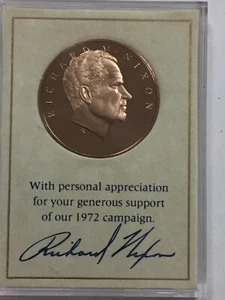 RICHARD M. NIXON
With personal appreciation
for your generous support
of our 1972 campaign.
Richard Nixon